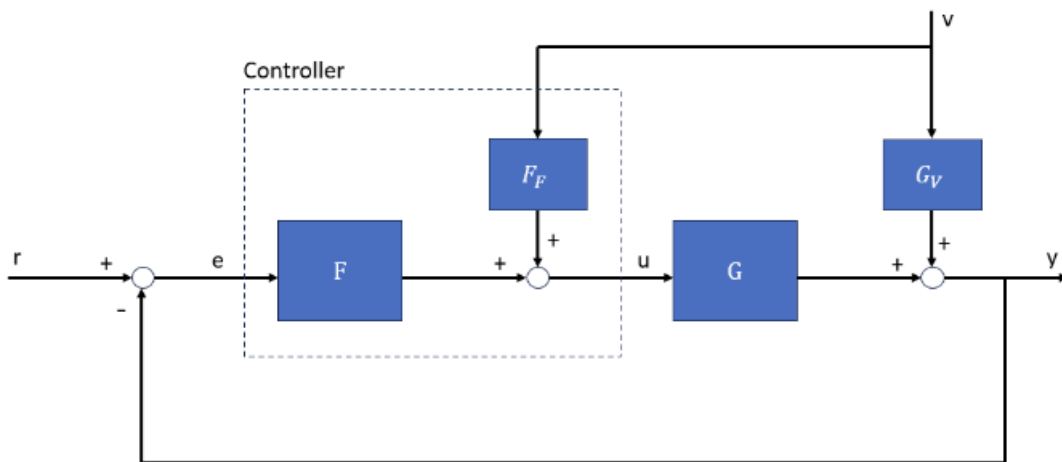 v
Controller
F_F
G_V
+
+
r
+
e
F
+
u
G
+
y
-